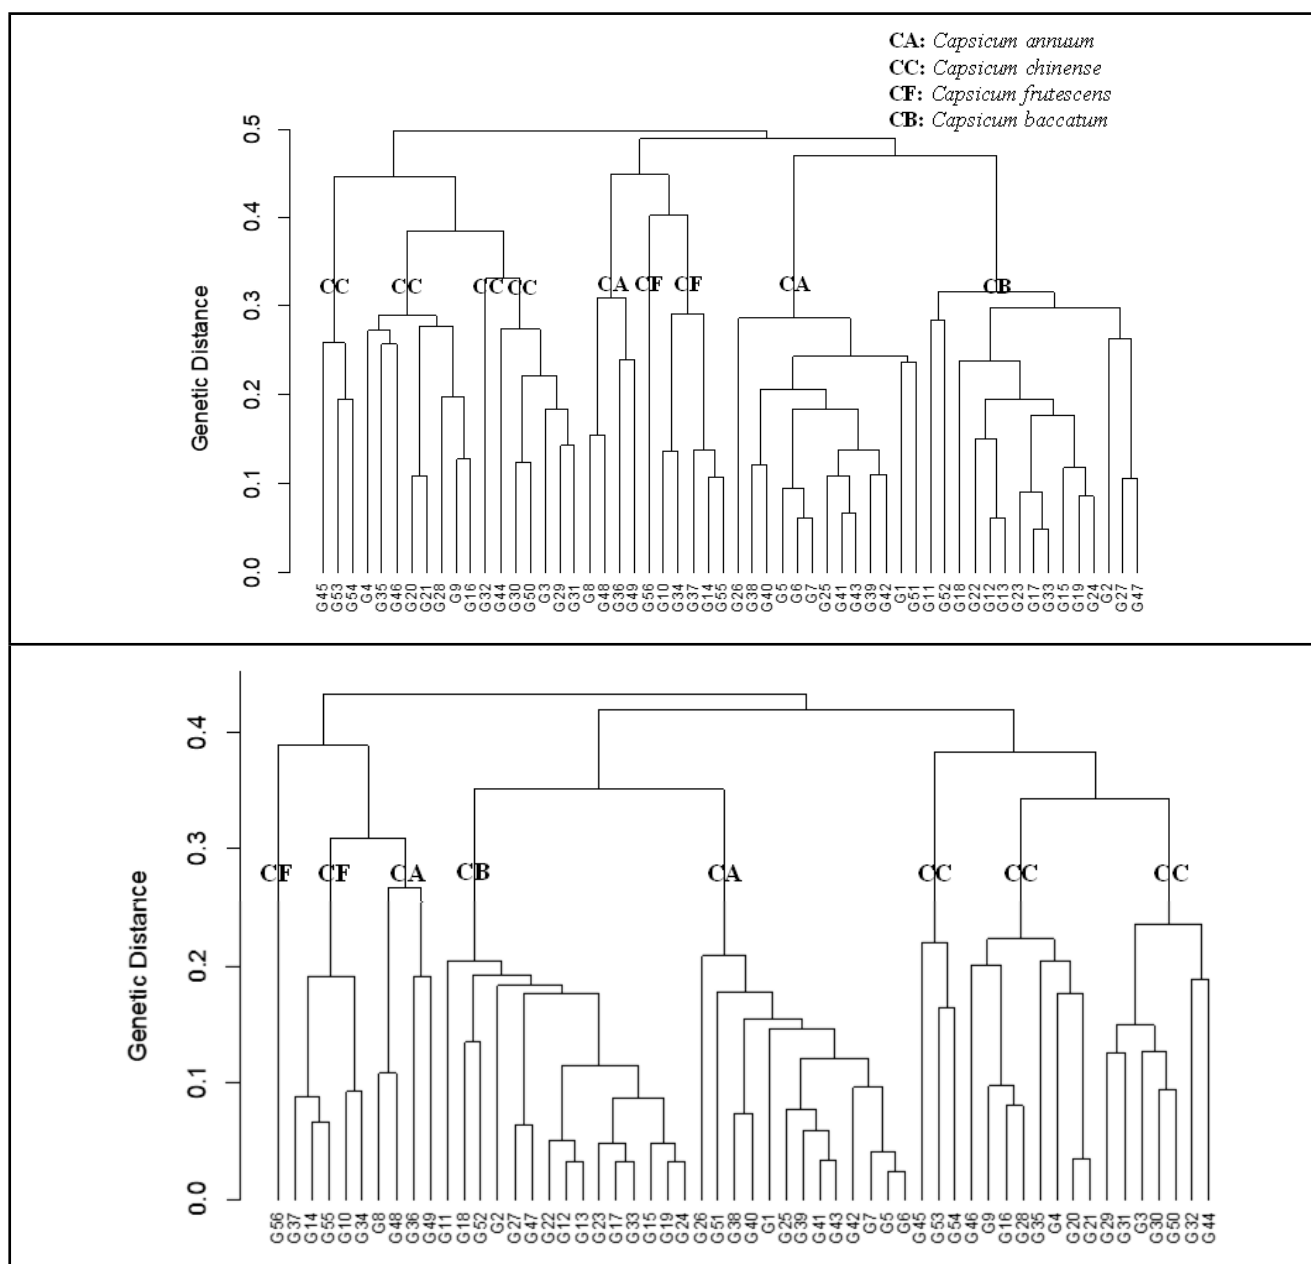 CA: Capsicum annuum
CC: Capsicum chinense
CF: Capsicum frutescens
CB: Capsicum baccatum
Genetic Distance
0.5
0.4
0.3
0.2
0.1
0.0
CC CC CC CC CA CF CF CA CB
G45 G53 G54 G4 G35 G46 G20 G21 G28 G9 G16 G32 G44 G30 G50 G3 G29 G31 G8 G48 G36 G49 G56 G10 G34 G37 G14 G55 G26 G38 G40 G5 G6 G7 G25 G41 G43 G39 G42 G1 G51 G11 G52 G18 G22 G12 G13 G23 G17 G33 G15 G19 G24 G2 G27 G47
Genetic Distance
0.4
0.3
0.2
0.1
0.0
CF CF CA CB CA CC CC CC
G56 G37 G14 G55 G10 G34 G8 G48 G36 G49 G11 G18 G52 G2 G27 G47 G22 G12 G13 G23 G17 G33 G15 G19 G24 G26 G51 G38 G40 G1 G25 G39 G41 G43 G42 G7 G5 G6 G45 G53 G54 G46 G9 G16 G28 G35 G4 G20 G21 G29 G31 G3 G30 G50 G32 G44